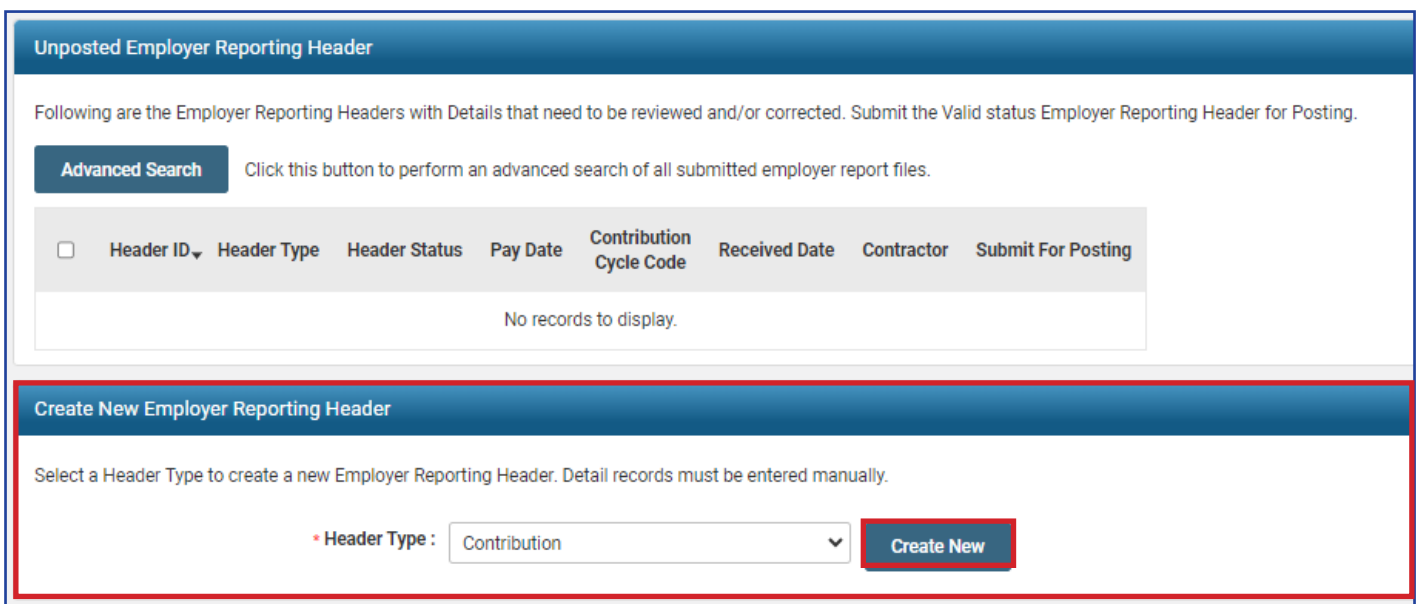 Unposted Employer Reporting Header
Following are the Employer Reporting Headers with Details that need to be reviewed and/or corrected. Submit the Valid status Employer Reporting Header for Posting.
Advanced Search Click this button to perform an advanced search of all submitted employer report files.
Header ID Header Type Header Status Pay Date Contribution Cycle Code Received Date Contractor Submit For Posting
No records to display.
Create New Employer Reporting Header
Select a Header Type to create a new Employer Reporting Header. Detail records must be entered manually.
* Header Type : Contribution Create New